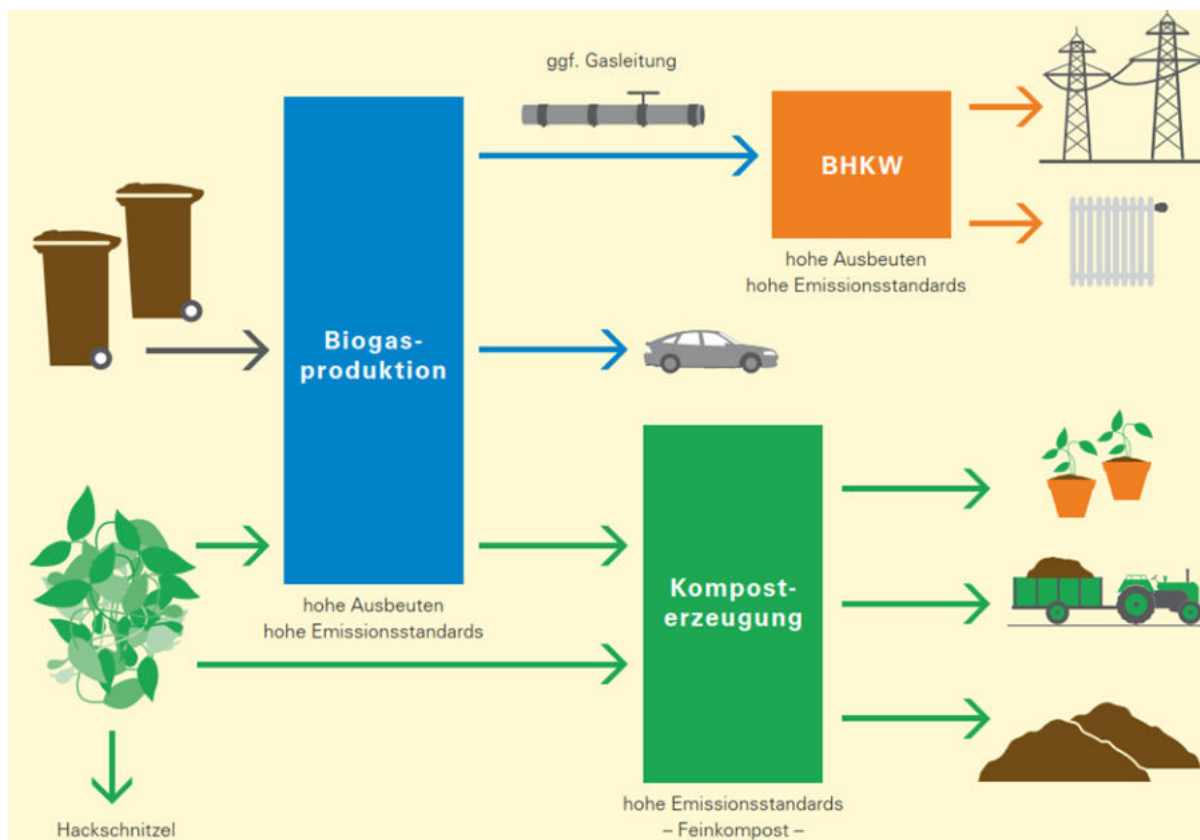 ggf. Gasleitung
BHKW
hohe Ausbeuten
hohe Emissionsstandards
Biogas-
produktion
hohe Ausbeuten
hohe Emissionsstandards
Kompost-
erzeugung
hohe Emissionsstandards
– Feinkompost –
Hackschnitzel